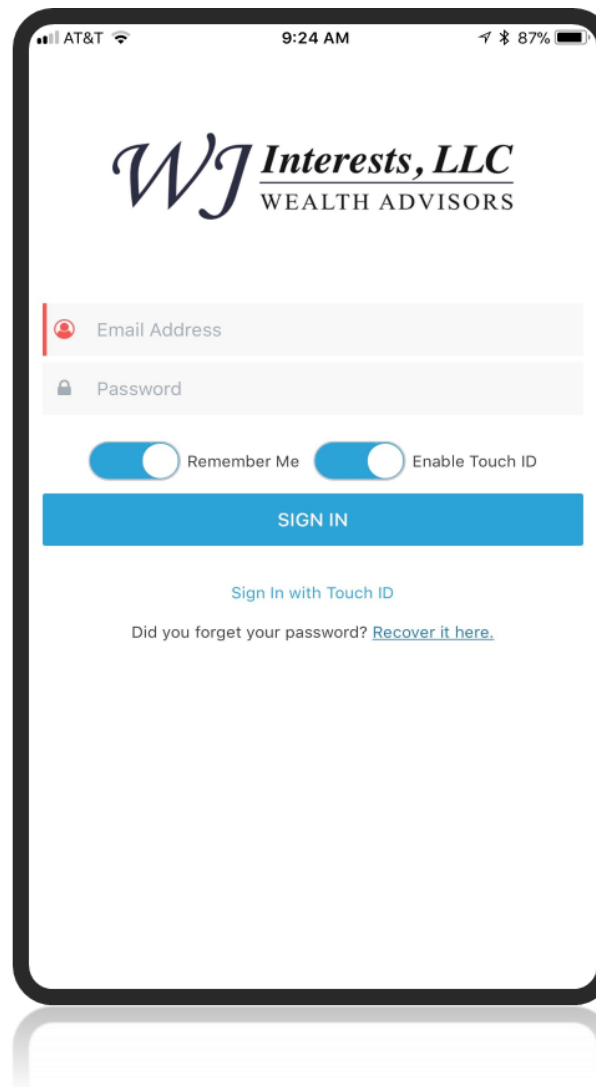 AT&T 9:24 AM 87%
WJ Interests, LLC
WEALTH ADVISORS
Email Address
Password
Remember Me Enable Touch ID
SIGN IN
Sign In with Touch ID
Did you forget your password? Recover it here.